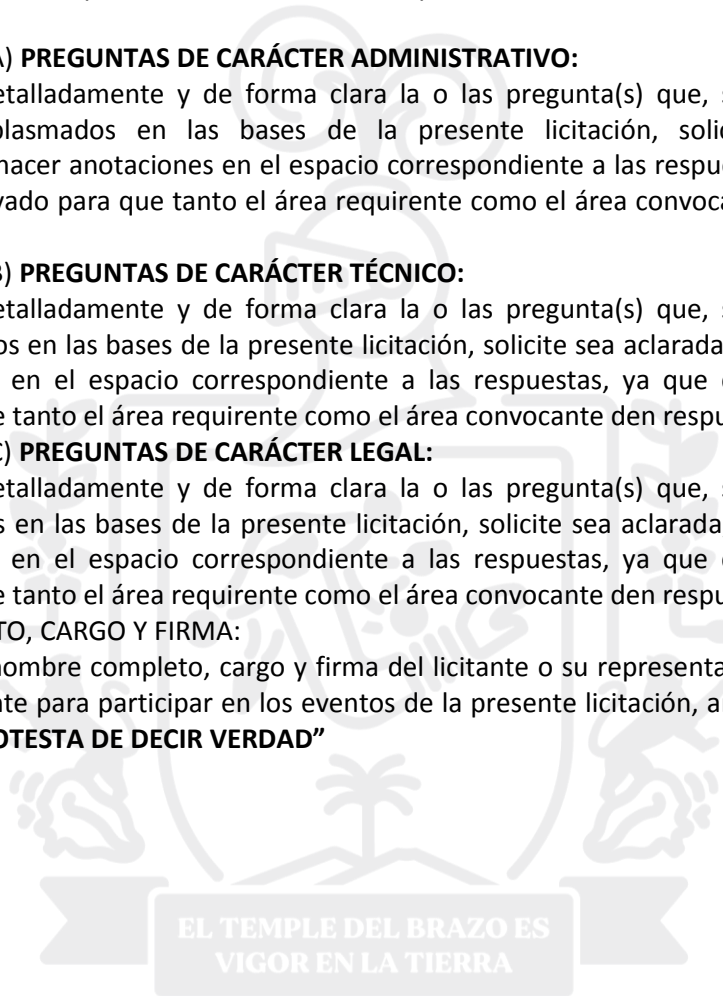 A) PREGUNTAS DE CARÁCTER ADMINISTRATIVO:
etalladamente y de forma clara la o las pregunta(s) que, s
plasmados en las bases de la presente licitación, solic
hacer anotaciones en el espacio correspondiente a las respue
vado para que tanto el área requirente como el área convoca
B) PREGUNTAS DE CARÁCTER TÉCNICO:
etalladamente y de forma clara la o las pregunta(s) que, s
os en las bases de la presente licitación, solicite sea aclarada
en el espacio correspondiente a las respuestas, ya que
e tanto el área requirente como el área convocante den respu
C) PREGUNTAS DE CARÁCTER LEGAL:
etalladamente y de forma clara la o las pregunta(s) que, s
s en las bases de la presente licitación, solicite sea aclarada
en el espacio correspondiente a las respuestas, ya que
e tanto el área requirente como el área convocante den respu
TO, CARGO Y FIRMA:
nombre completo, cargo y firma del licitante o su representa
nte para participar en los eventos de la presente licitación, a
OTESTA DE DECIR VERDAD”
EL TEMPLE DEL BRAZO ES
VIGOR EN LA TIERRA